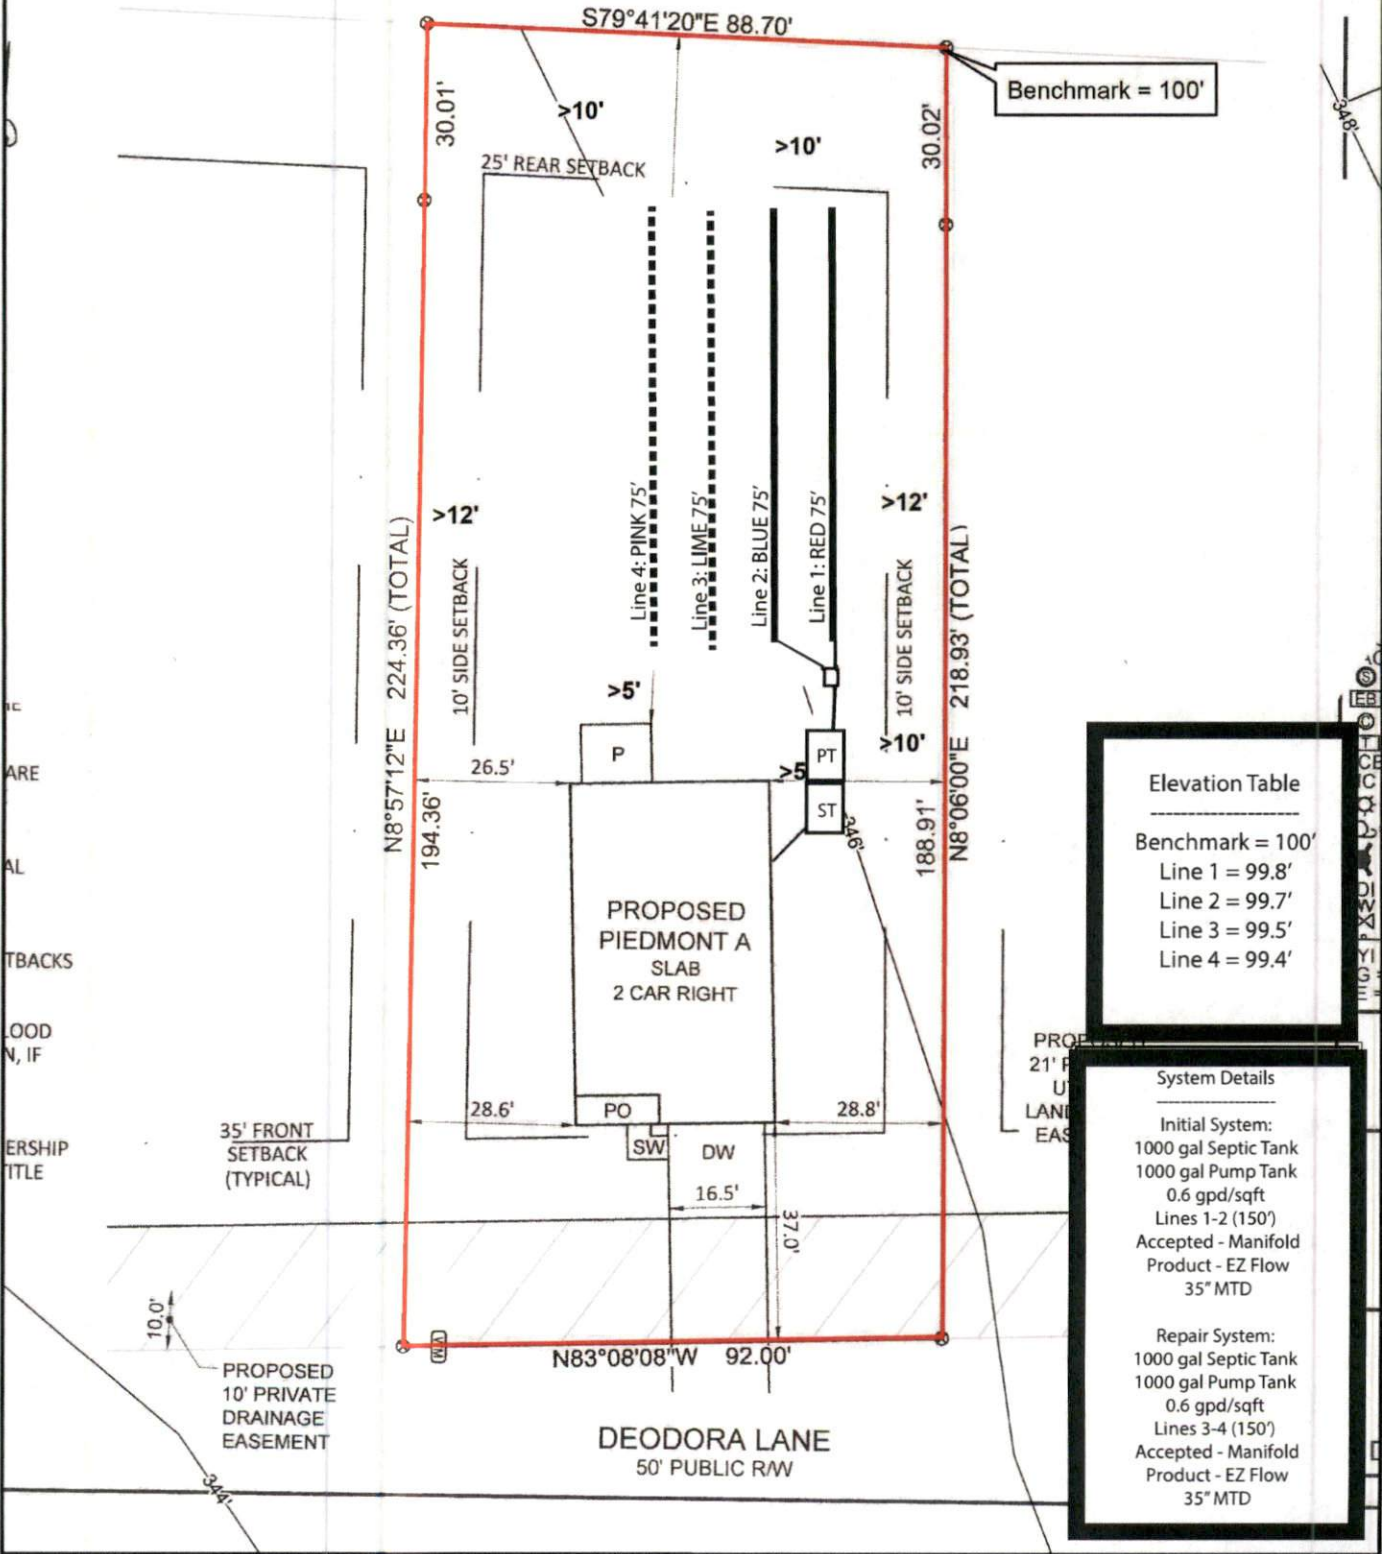 S79°41'20"E 88.70'
Benchmark = 100'
30.01'
>10'
>10'
30.02'
348'
25' REAR SETBACK
Line 4: PINK 75'
Line 3: LIME 75'
Line 2: BLUE 75'
Line 1: RED 75'
>12'
>12'
N8°57'12"E 224.36' (TOTAL)
10' SIDE SETBACK
10' SIDE SETBACK
N8°06'00"E 218.93' (TOTAL)
>5'
P
PT
>10'
26.5'
>5
ST
346'
194.36'
188.91'
ARE
AL
TBACKS
LOOD
N, IF
ERSHIP
TITLE
PROPOSED
PIEDMONT A
SLAB
2 CAR RIGHT
28.6'
PO
28.8'
SW
DW
16.5'
37.0'
35' FRONT
SETBACK
(TYPICAL)
21'
LAND
EAS
10.0'
PROPOSED
10' PRIVATE
DRAINAGE
EASEMENT
WM
N83°08'08"W 92.00'
DEODORA LANE
50' PUBLIC R/W
344'
Elevation Table
Benchmark = 100'
Line 1 = 99.8'
Line 2 = 99.7'
Line 3 = 99.5'
Line 4 = 99.4'
System Details
Initial System:
1000 gal Septic Tank
1000 gal Pump Tank
0.6 gpd/sqft
Lines 1-2 (150')
Accepted - Manifold
Product - EZ Flow
35" MTD
Repair System:
1000 gal Septic Tank
1000 gal Pump Tank
0.6 gpd/sqft
Lines 3-4 (150')
Accepted - Manifold
Product - EZ Flow
35" MTD